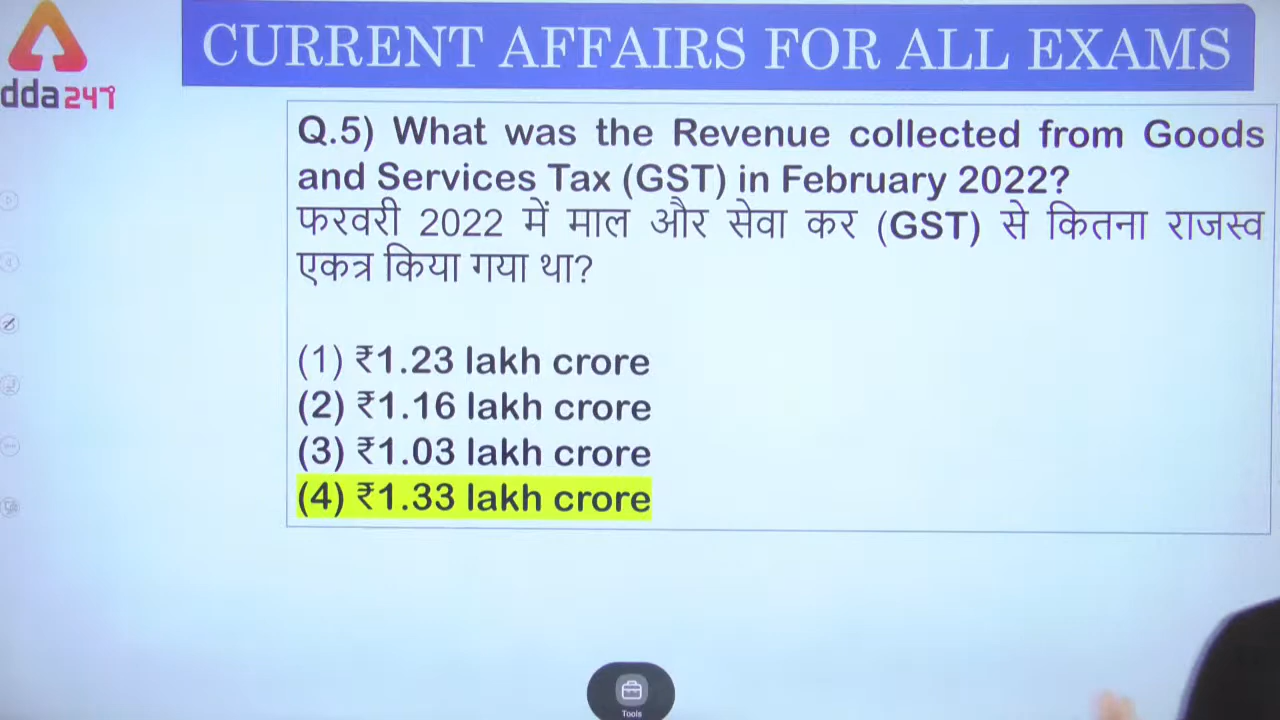 CURRENT AFFAIRS FOR ALL EXAMS
dda247
Q.5) What was the Revenue collected from Goods
and Services Tax (GST) in February 2022?
फरवरी 2022 में माल और सेवा कर (GST) से कितना राजस्व
एकत्र किया गया था?
(1) ₹1.23 lakh crore
(2) ₹1.16 lakh crore
(3) ₹1.03 lakh crore
(4) ₹1.33 lakh crore
Tools